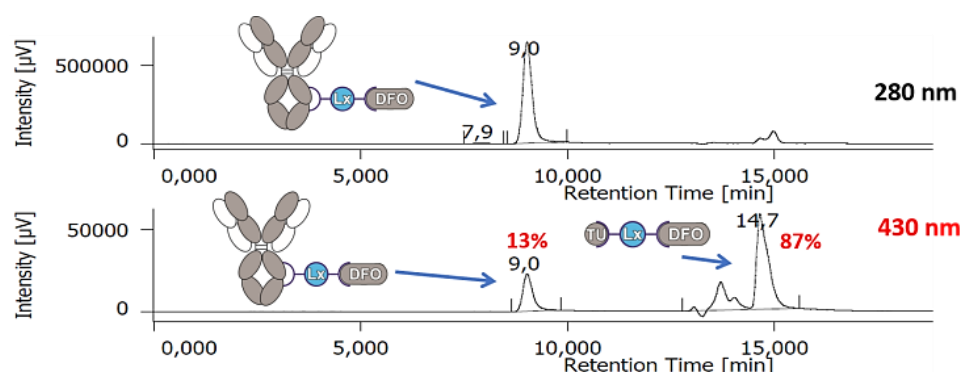 Intensity [µV]
500000
0
Lx DFO
7,9
9,0
280 nm
0,000 5,000 10,000 15,000
Retention Time [min]
Intensity [µV]
50000
0
Lx DFO
13%
9,0
TU Lx DFO
14,7
87%
430 nm
0,000 5,000 10,000 15,000
Retention Time [min]